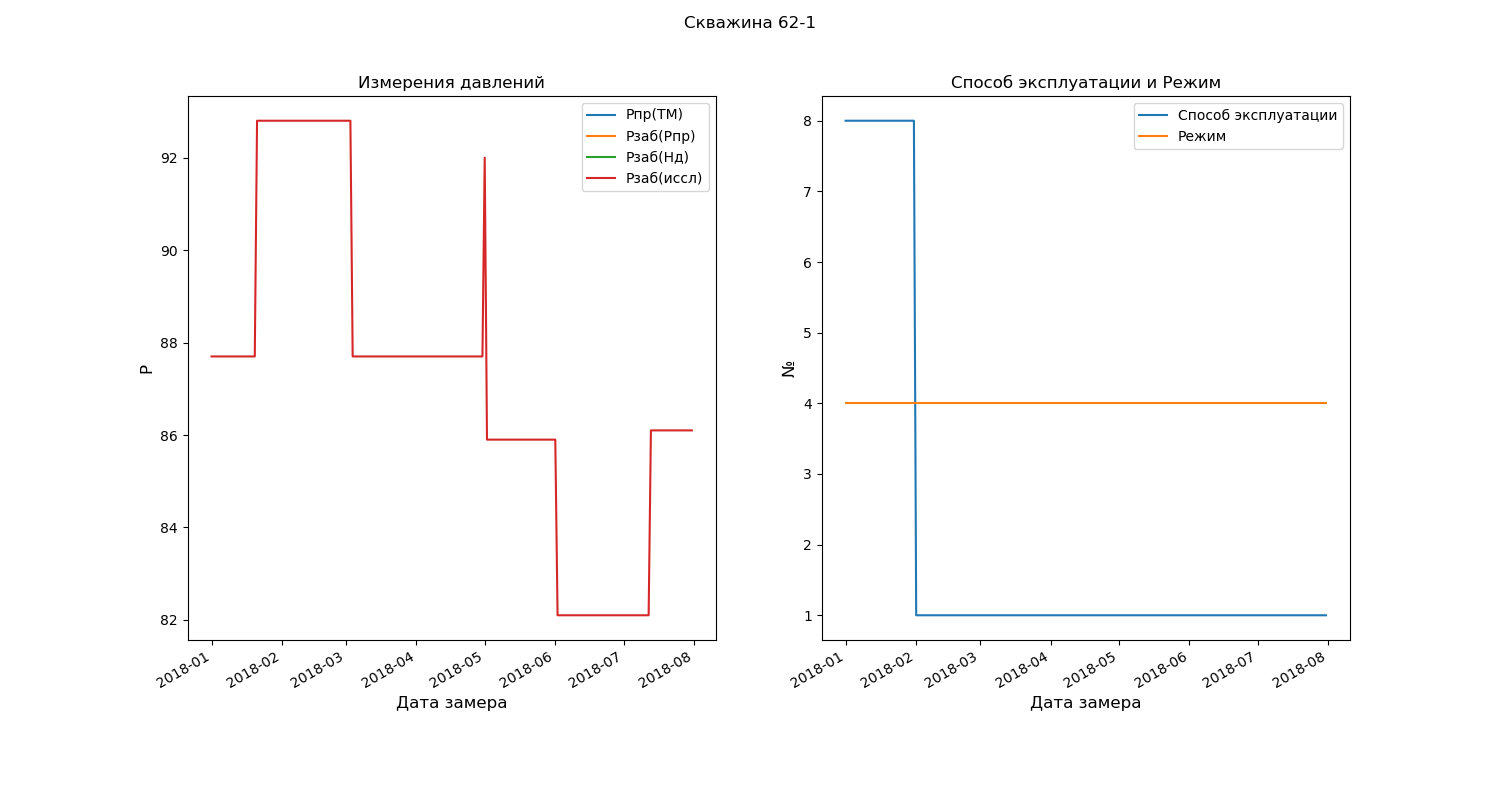 Скважина 62-1
Измерения давлений
Рпр(ТМ)
Рзаб(Рпр)
Рзаб(Нд)
Рзаб(иссл)
92
90
88
86
84
82
Р
2018-01
2018-02
2018-03
2018-04
2018-05
2018-06
2018-07
2018-08
Дата замера
Способ эксплуатации и Режим
Способ эксплуатации
Режим
8
7
6
5
4
3
2
1
№
2018-01
2018-02
2018-03
2018-04
2018-05
2018-06
2018-07
2018-08
Дата замера